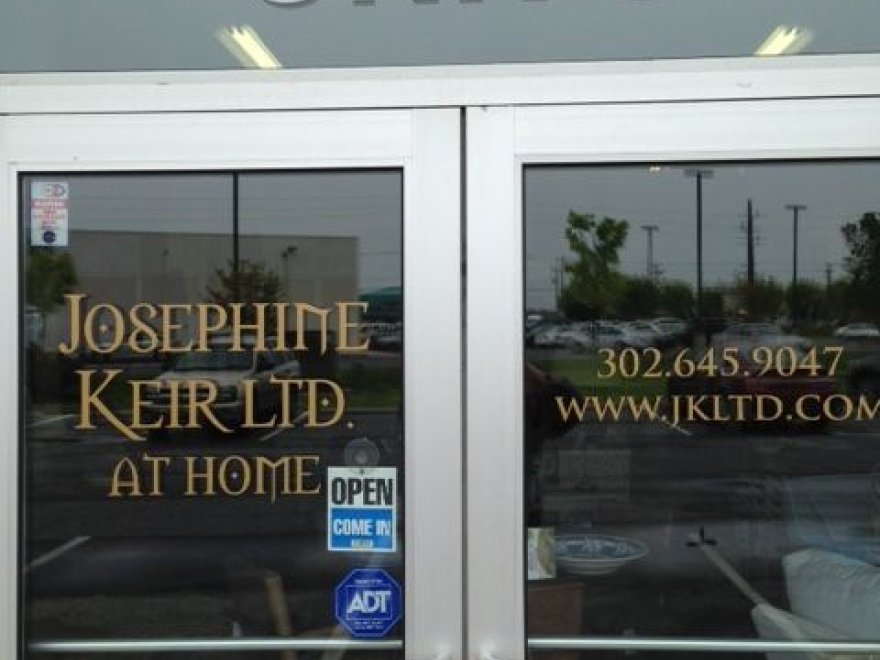 JOSEPHINE
KEIR LTD.
AT HOME
OPEN
COME IN
ADT
302.645.9047
WWW.JKLTD.COM